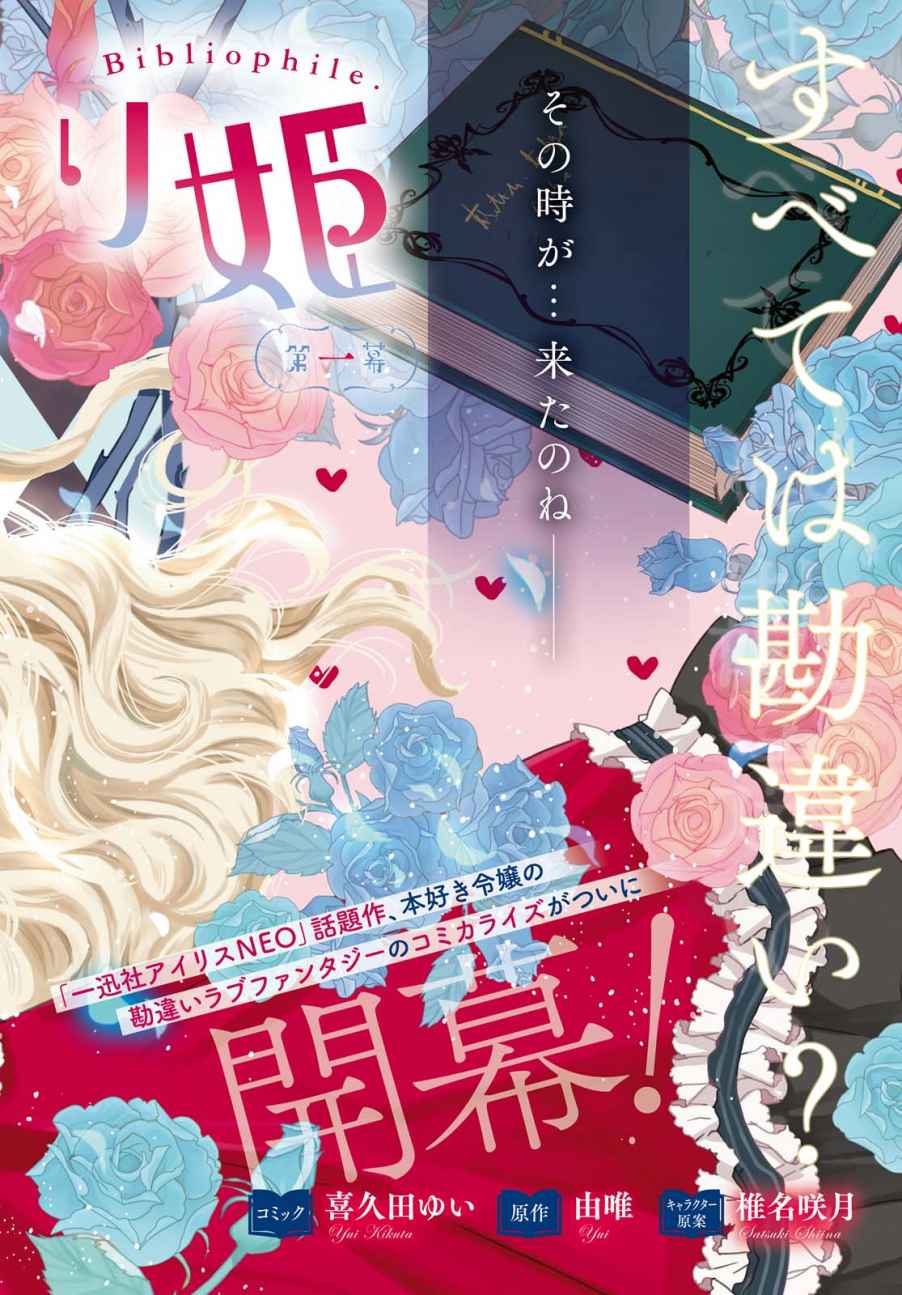 すべては勘違い?
その時が…来たのね――
Bibliophile.
り姫
第一幕
「一迅社アイリスNEO」話題作、本好き令嬢の
勘違いラブファンタジーのコミカライズがついに
開幕!
コミック 喜久田ゆい
Yui Kikuta
原作 由唯
Yui
キャラクター原案 椎名咲月
Satsuki Shiina